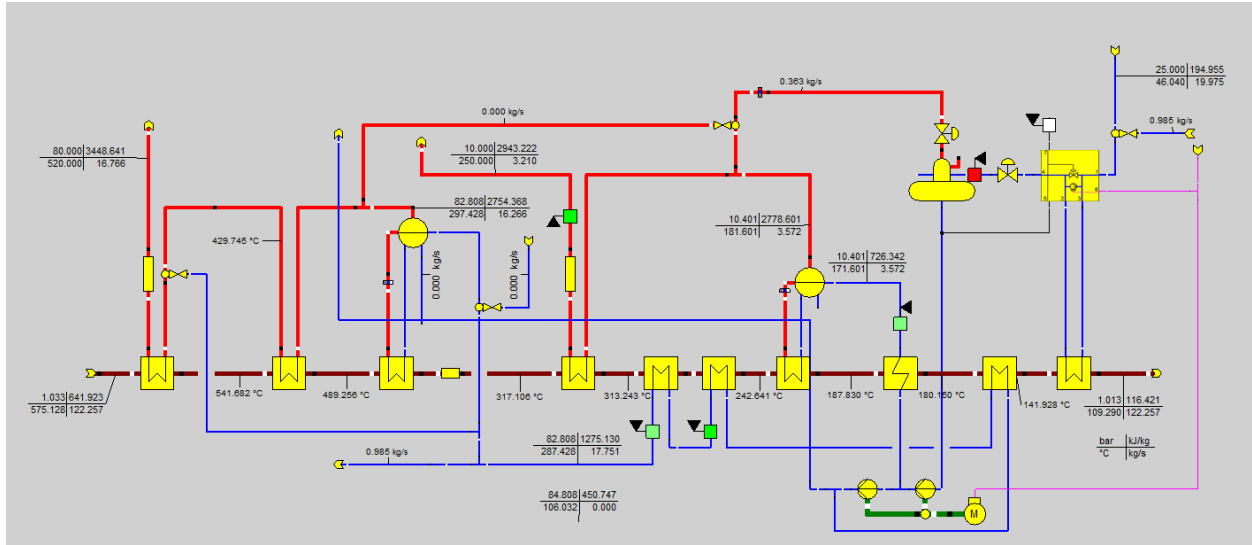 25.000 194.955
46.040 19.975
0.363 kg/s
0.000 kg/s
0.985 kg/s
80.000 3448.641
520.000 16.766
10.000 2943.222
250.000 3.210
82.808 2754.368
297.428 16.266
429.745 °C
10.401 2778.601
181.601 3.572
10.401 726.342
171.601 3.572
0.000 kg/s
0.000 kg/s
1.033 641.923
575.128 122.257
541.682 °C
489.256 °C
317.106 °C
313.243 °C
242.641 °C
187.830 °C
180.150 °C
141.928 °C
1.013 116.421
109.290 122.257
82.808 1275.130
287.428 17.751
0.985 kg/s
84.808 450.747
106.032 0.000
bar kJ/kg
°C kg/s
M